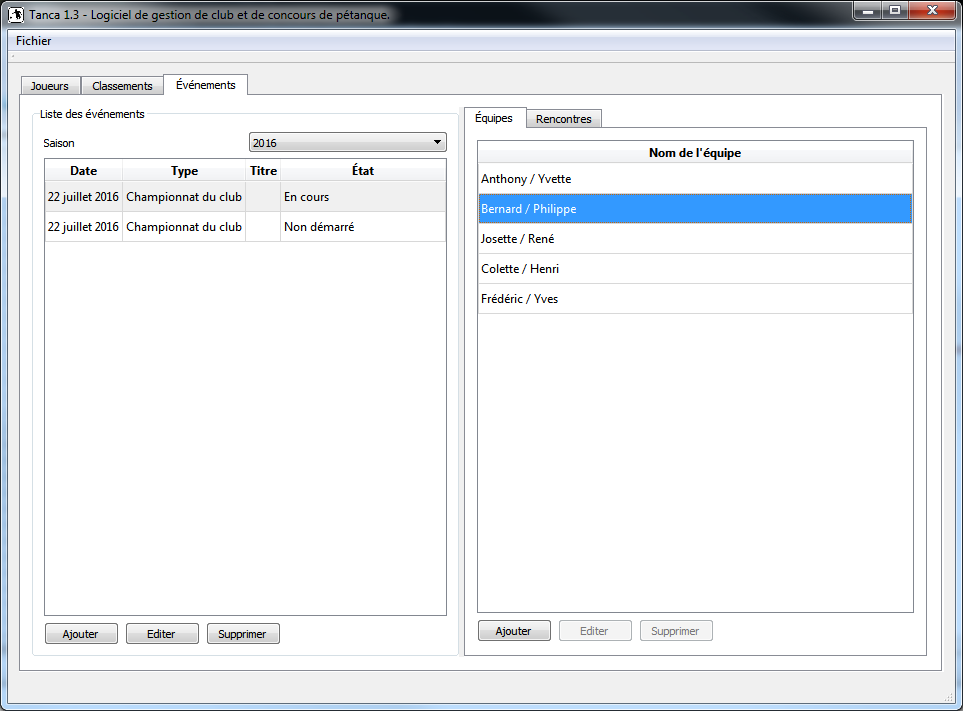 Tanca 1.3 - Logiciel de gestion de club et de concours de pétanque.
Fichier
Joueurs Classements Événements
Liste des événements
Saison 2016
Date Type Titre État
22 juillet 2016 Championnat du club En cours
22 juillet 2016 Championnat du club Non démarré
Ajouter Editer Supprimer
Équipes Rencontres
Nom de l'équipe
Anthony / Yvette
Bernard / Philippe
Josette / René
Colette / Henri
Frédéric / Yves
Ajouter Editer Supprimer